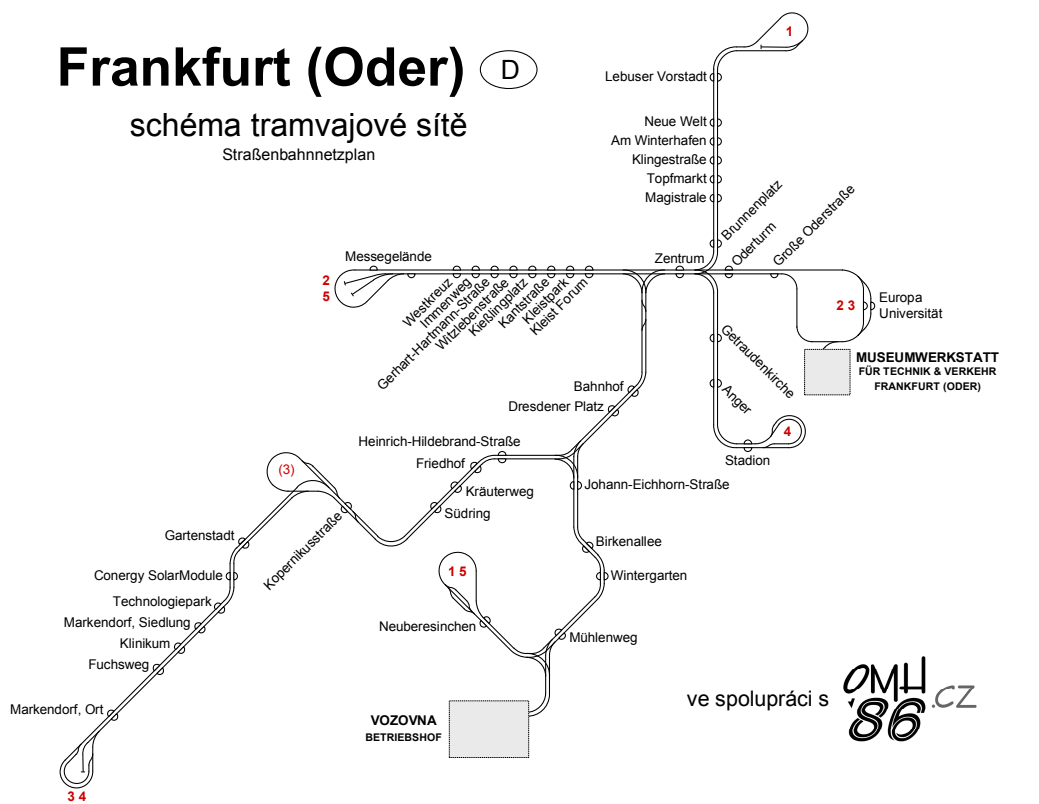 Frankfurt (Oder) D
schéma tramvajové sítě
Straßenbahnnetzplan
1
Lebuser Vorstadt
Neue Welt
Am Winterhafen
Klingestraße
Topfmarkt
Magistrale
Brunnenplatz
Zentrum
Oderturm
Große Oderstraße
Messegelände
2
5
Westkreuz
Immenweg
Gerhart-Hartmann-Straße
Witzlebenstraße
Kießlingplatz
Kantstraße
Kleistpark
Kleist Forum
2 3
Europa
Universität
MUSEUMWERKSTATT
FÜR TECHNIK & VERKEHR
FRANKFURT (ODER)
Getraudenkirche
Anger
4
Stadion
Bahnhof
Dresdener Platz
Heinrich-Hildebrand-Straße
Friedhof
Kräuterweg
Südring
(3)
Kopernikusstraße
Johann-Eichhorn-Straße
Birkenallee
Wintergarten
Mühlenweg
1 5
Neuberesinchen
Gartenstadt
Conergy SolarModule
Technologiepark
Markendorf, Siedlung
Klinikum
Fuchsweg
Markendorf, Ort
3 4
VOZOVNA
BETRIEBSHOF
ve spolupráci s
OMH
'86.CZ